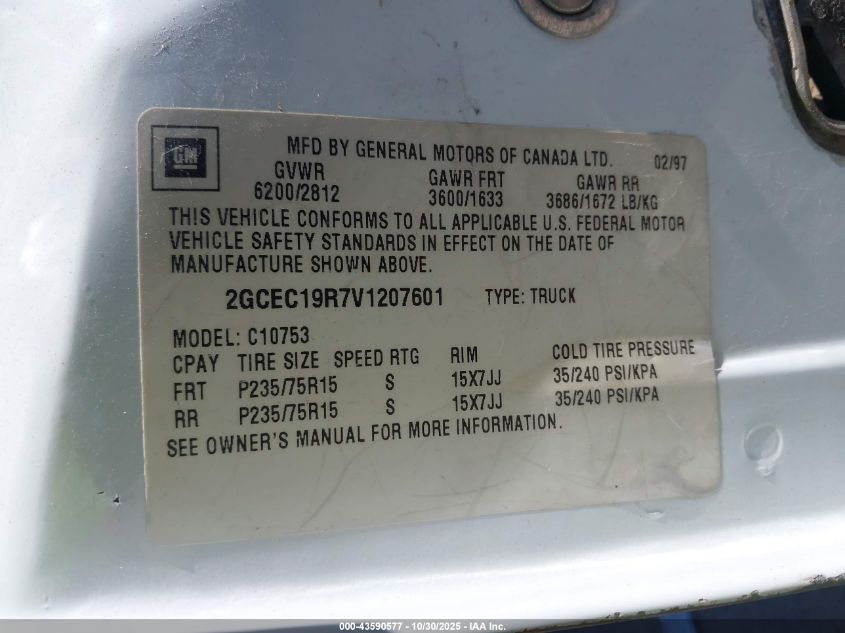 GM
MFD BY GENERAL MOTORS OF CANADA LTD. 02/97
GVWR GAWR FRT GAWR RR
6200/2812 3600/1633 3686/1672 LB/KG
THIS VEHICLE CONFORMS TO ALL APPLICABLE U.S. FEDERAL MOTOR
VEHICLE SAFETY STANDARDS IN EFFECT ON THE DATE OF
MANUFACTURE SHOWN ABOVE.
2GCEC19R7V1207601 TYPE: TRUCK
MODEL: C10753
CPAY TIRE SIZE SPEED RTG RIM COLD TIRE PRESSURE
FRT P235/75R15 S 15X7JJ 35/240 PSI/KPA
RR P235/75R15 S 15X7JJ 35/240 PSI/KPA
SEE OWNER'S MANUAL FOR MORE INFORMATION.
000-43590577 - 10/30/2025 - IAA Inc.